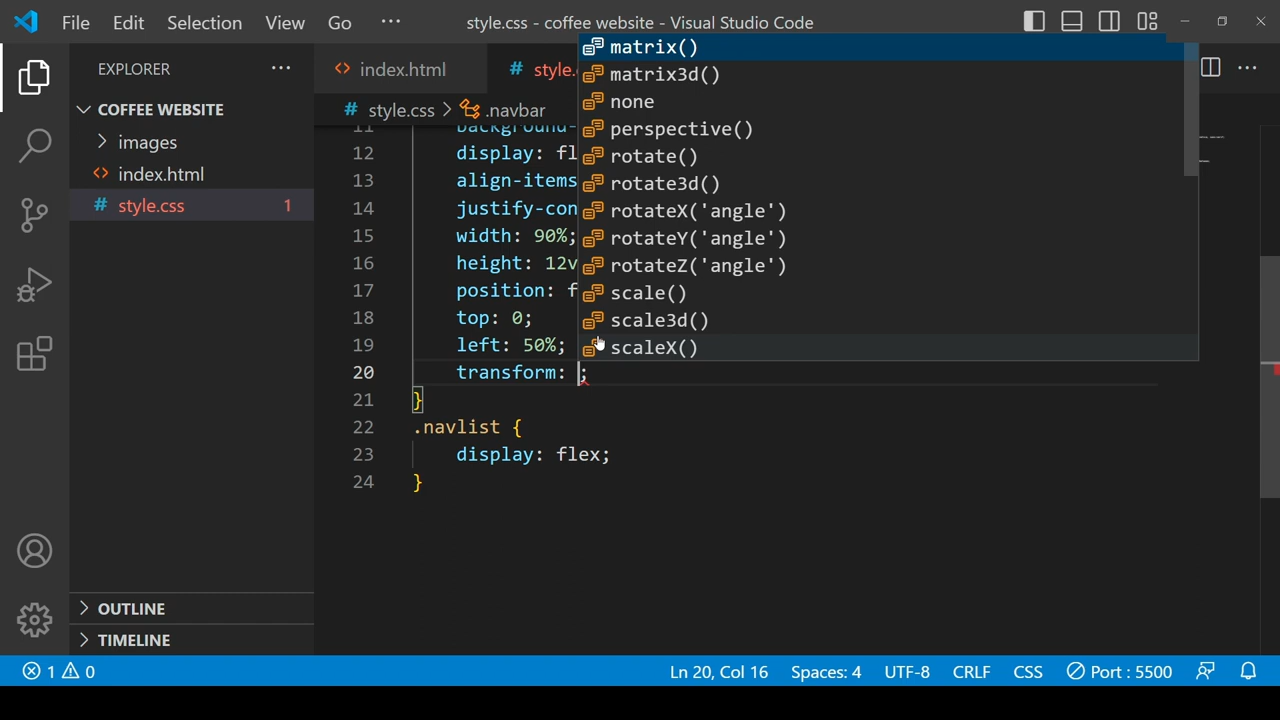 File Edit Selection View Go ··· style.css - coffee website - Visual Studio Code
EXPLORER ···
COFFEE WEBSITE
images
index.html
style.css 1
OUTLINE
TIMELINE
index.html # style.
# style.css > .navbar
11 background-
12 display: fl
13 align-items
14 justify-con
15 width: 90%;
16 height: 12v
17 position: f
18 top: 0;
19 left: 50%;
20 transform: ;
21 }
22 .navlist {
23 display: flex;
24 }
matrix()
matrix3d()
none
perspective()
rotate()
rotate3d()
rotateX('angle')
rotateY('angle')
rotateZ('angle')
scale()
scale3d()
scaleX()
1 0 Ln 20, Col 16 Spaces: 4 UTF-8 CRLF CSS Port : 5500